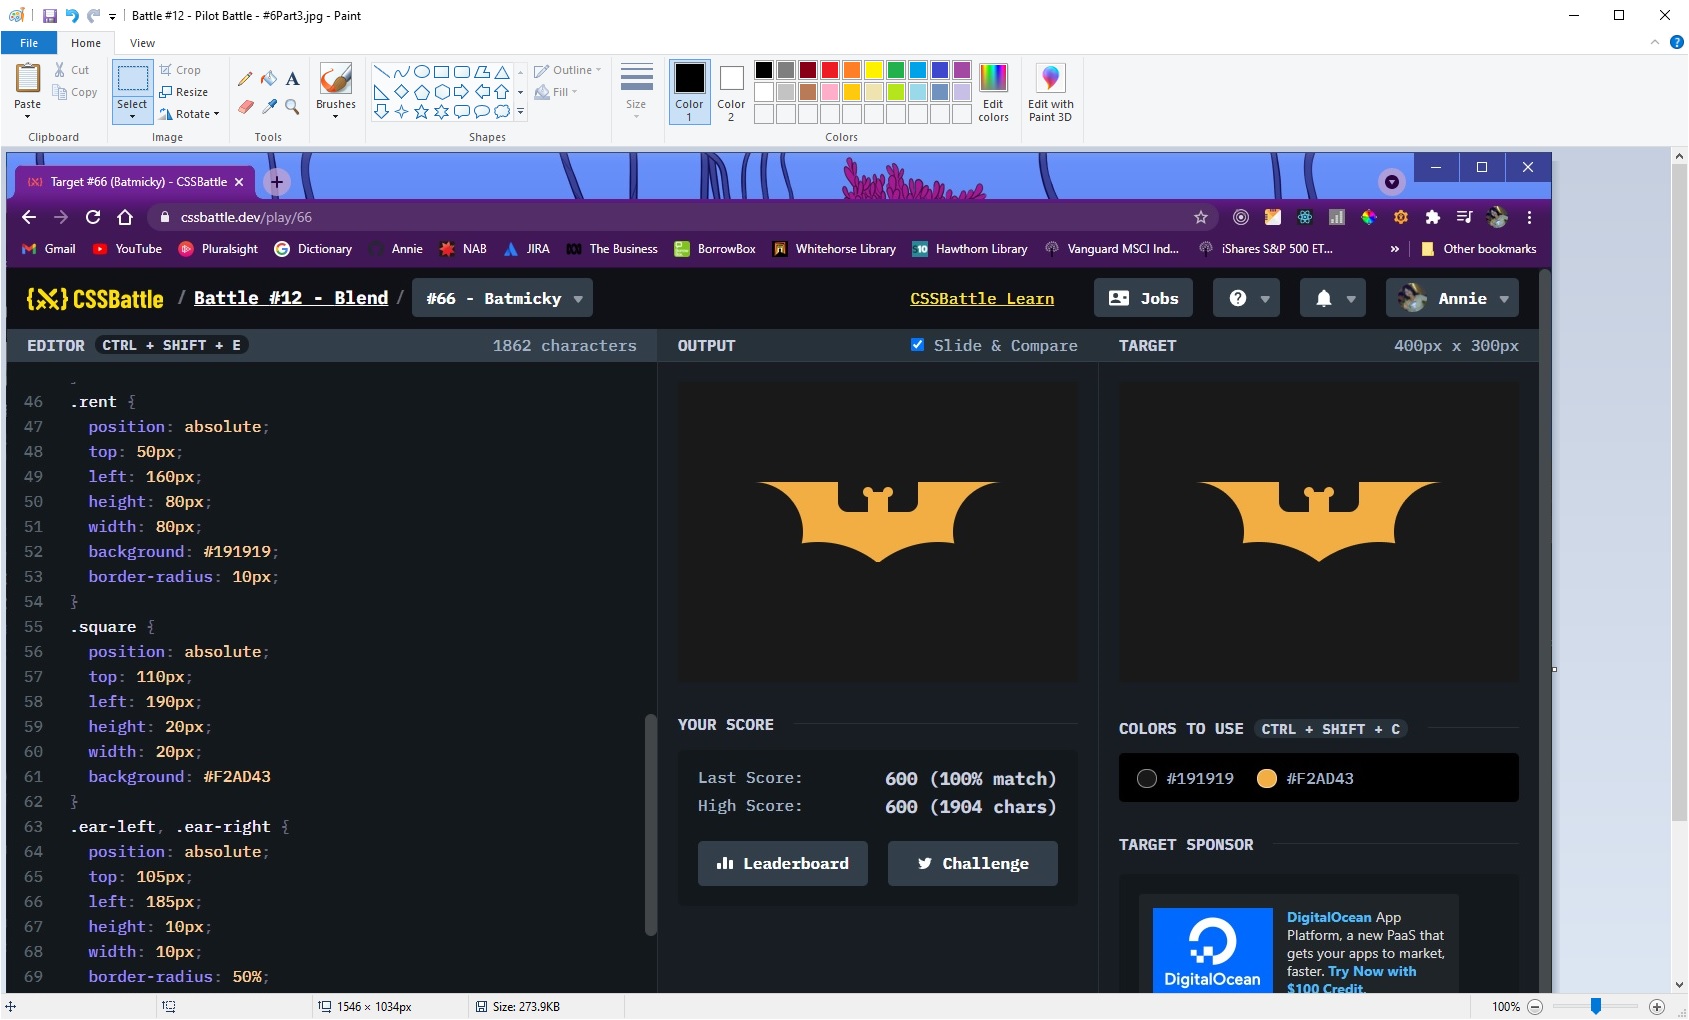 Battle #12 - Pilot Battle - #6Part3.jpg - Paint
File Home View
Paste Cut Copy
Select Crop Resize Rotate
Brushes
Outline Fill
Size
Color 1 Color 2
Edit colors
Edit with Paint 3D
Clipboard Image Tools Shapes Colors
Target #66 (Batmicky) - CSSBattle
cssbattle.dev/play/66
Gmail YouTube Pluralsight Dictionary Annie NAB JIRA The Business BorrowBox Whitehorse Library Hawthorn Library Vanguard MSCI Ind... iShares S&P 500 ET... » Other bookmarks
CSSBattle / Battle #12 - Blend / #66 - Batmicky CSSBattle Learn Jobs Annie
EDITOR CTRL + SHIFT + E 1862 characters
46 .rent {
47 position: absolute;
48 top: 50px;
49 left: 160px;
50 height: 80px;
51 width: 80px;
52 background: #191919;
53 border-radius: 10px;
54 }
55 .square {
56 position: absolute;
57 top: 110px;
58 left: 190px;
59 height: 20px;
60 width: 20px;
61 background: #F2AD43
62 }
63 .ear-left, .ear-right {
64 position: absolute;
65 top: 105px;
66 left: 185px;
67 height: 10px;
68 width: 10px;
69 border-radius: 50%;
OUTPUT Slide & Compare
YOUR SCORE
Last Score: 600 (100% match)
High Score: 600 (1904 chars)
Leaderboard Challenge
TARGET 400px x 300px
COLORS TO USE CTRL + SHIFT + C
#191919 #F2AD43
TARGET SPONSOR
DigitalOcean
DigitalOcean App
Platform, a new PaaS that
gets your apps to market,
faster. Try Now with
$100 Credit.
1546 × 1034px Size: 273.9KB 100%